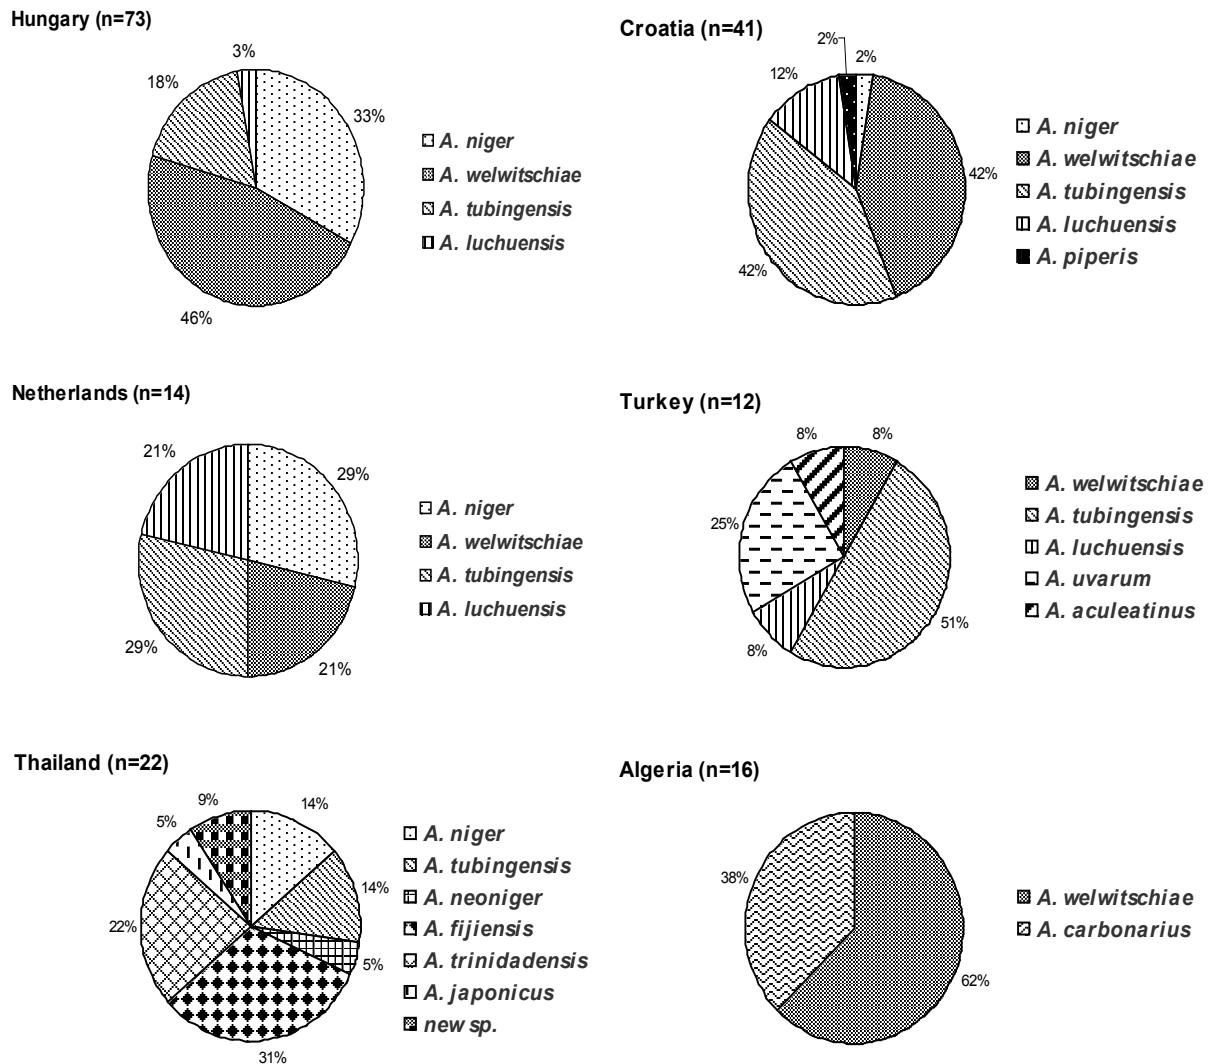 Hungary (n=73)
3%
18%
33%
46%
A. niger
A. welwitschiae
A. tubingensis
A. luchuensis
Croatia (n=41)
2%
2%
12%
42%
42%
A. niger
A. welwitschiae
A. tubingensis
A. luchuensis
A. piperis
Netherlands (n=14)
21%
29%
29%
21%
A. niger
A. welwitschiae
A. tubingensis
A. luchuensis
Turkey (n=12)
8%
8%
25%
51%
8%
A. welwitschiae
A. tubingensis
A. luchuensis
A. uvarum
A. aculeatinus
Thailand (n=22)
9%
14%
5%
14%
22%
5%
31%
A. niger
A. tubingensis
A. neoniger
A. fijiensis
A. trinidadensis
A. japonicus
new sp.
Algeria (n=16)
38%
62%
A. welwitschiae
A. carbonarius